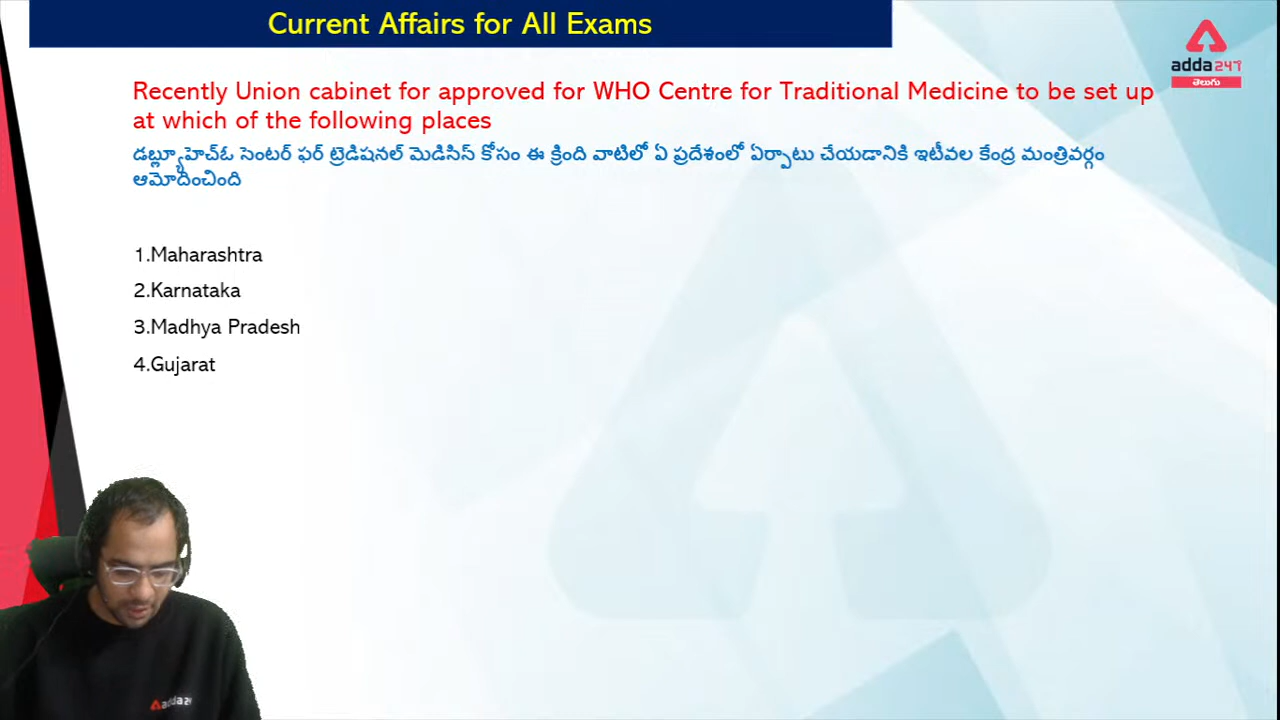 Current Affairs for All Exams
adda247
తెలుగు
Recently Union cabinet for approved for WHO Centre for Traditional Medicine to be set up
at which of the following places
డబ్ల్యూహెచ్ఓ సెంటర్ ఫర్ ట్రెడిషనల్ మెడిసిస్ కోసం ఈ క్రింది వాటిలో ఏ ప్రదేశంలో ఏర్పాటు చేయడానికి ఇటీవల కేంద్ర మంత్రివర్గం
ఆమోదించింది
1.Maharashtra
2.Karnataka
3.Madhya Pradesh
4.Gujarat